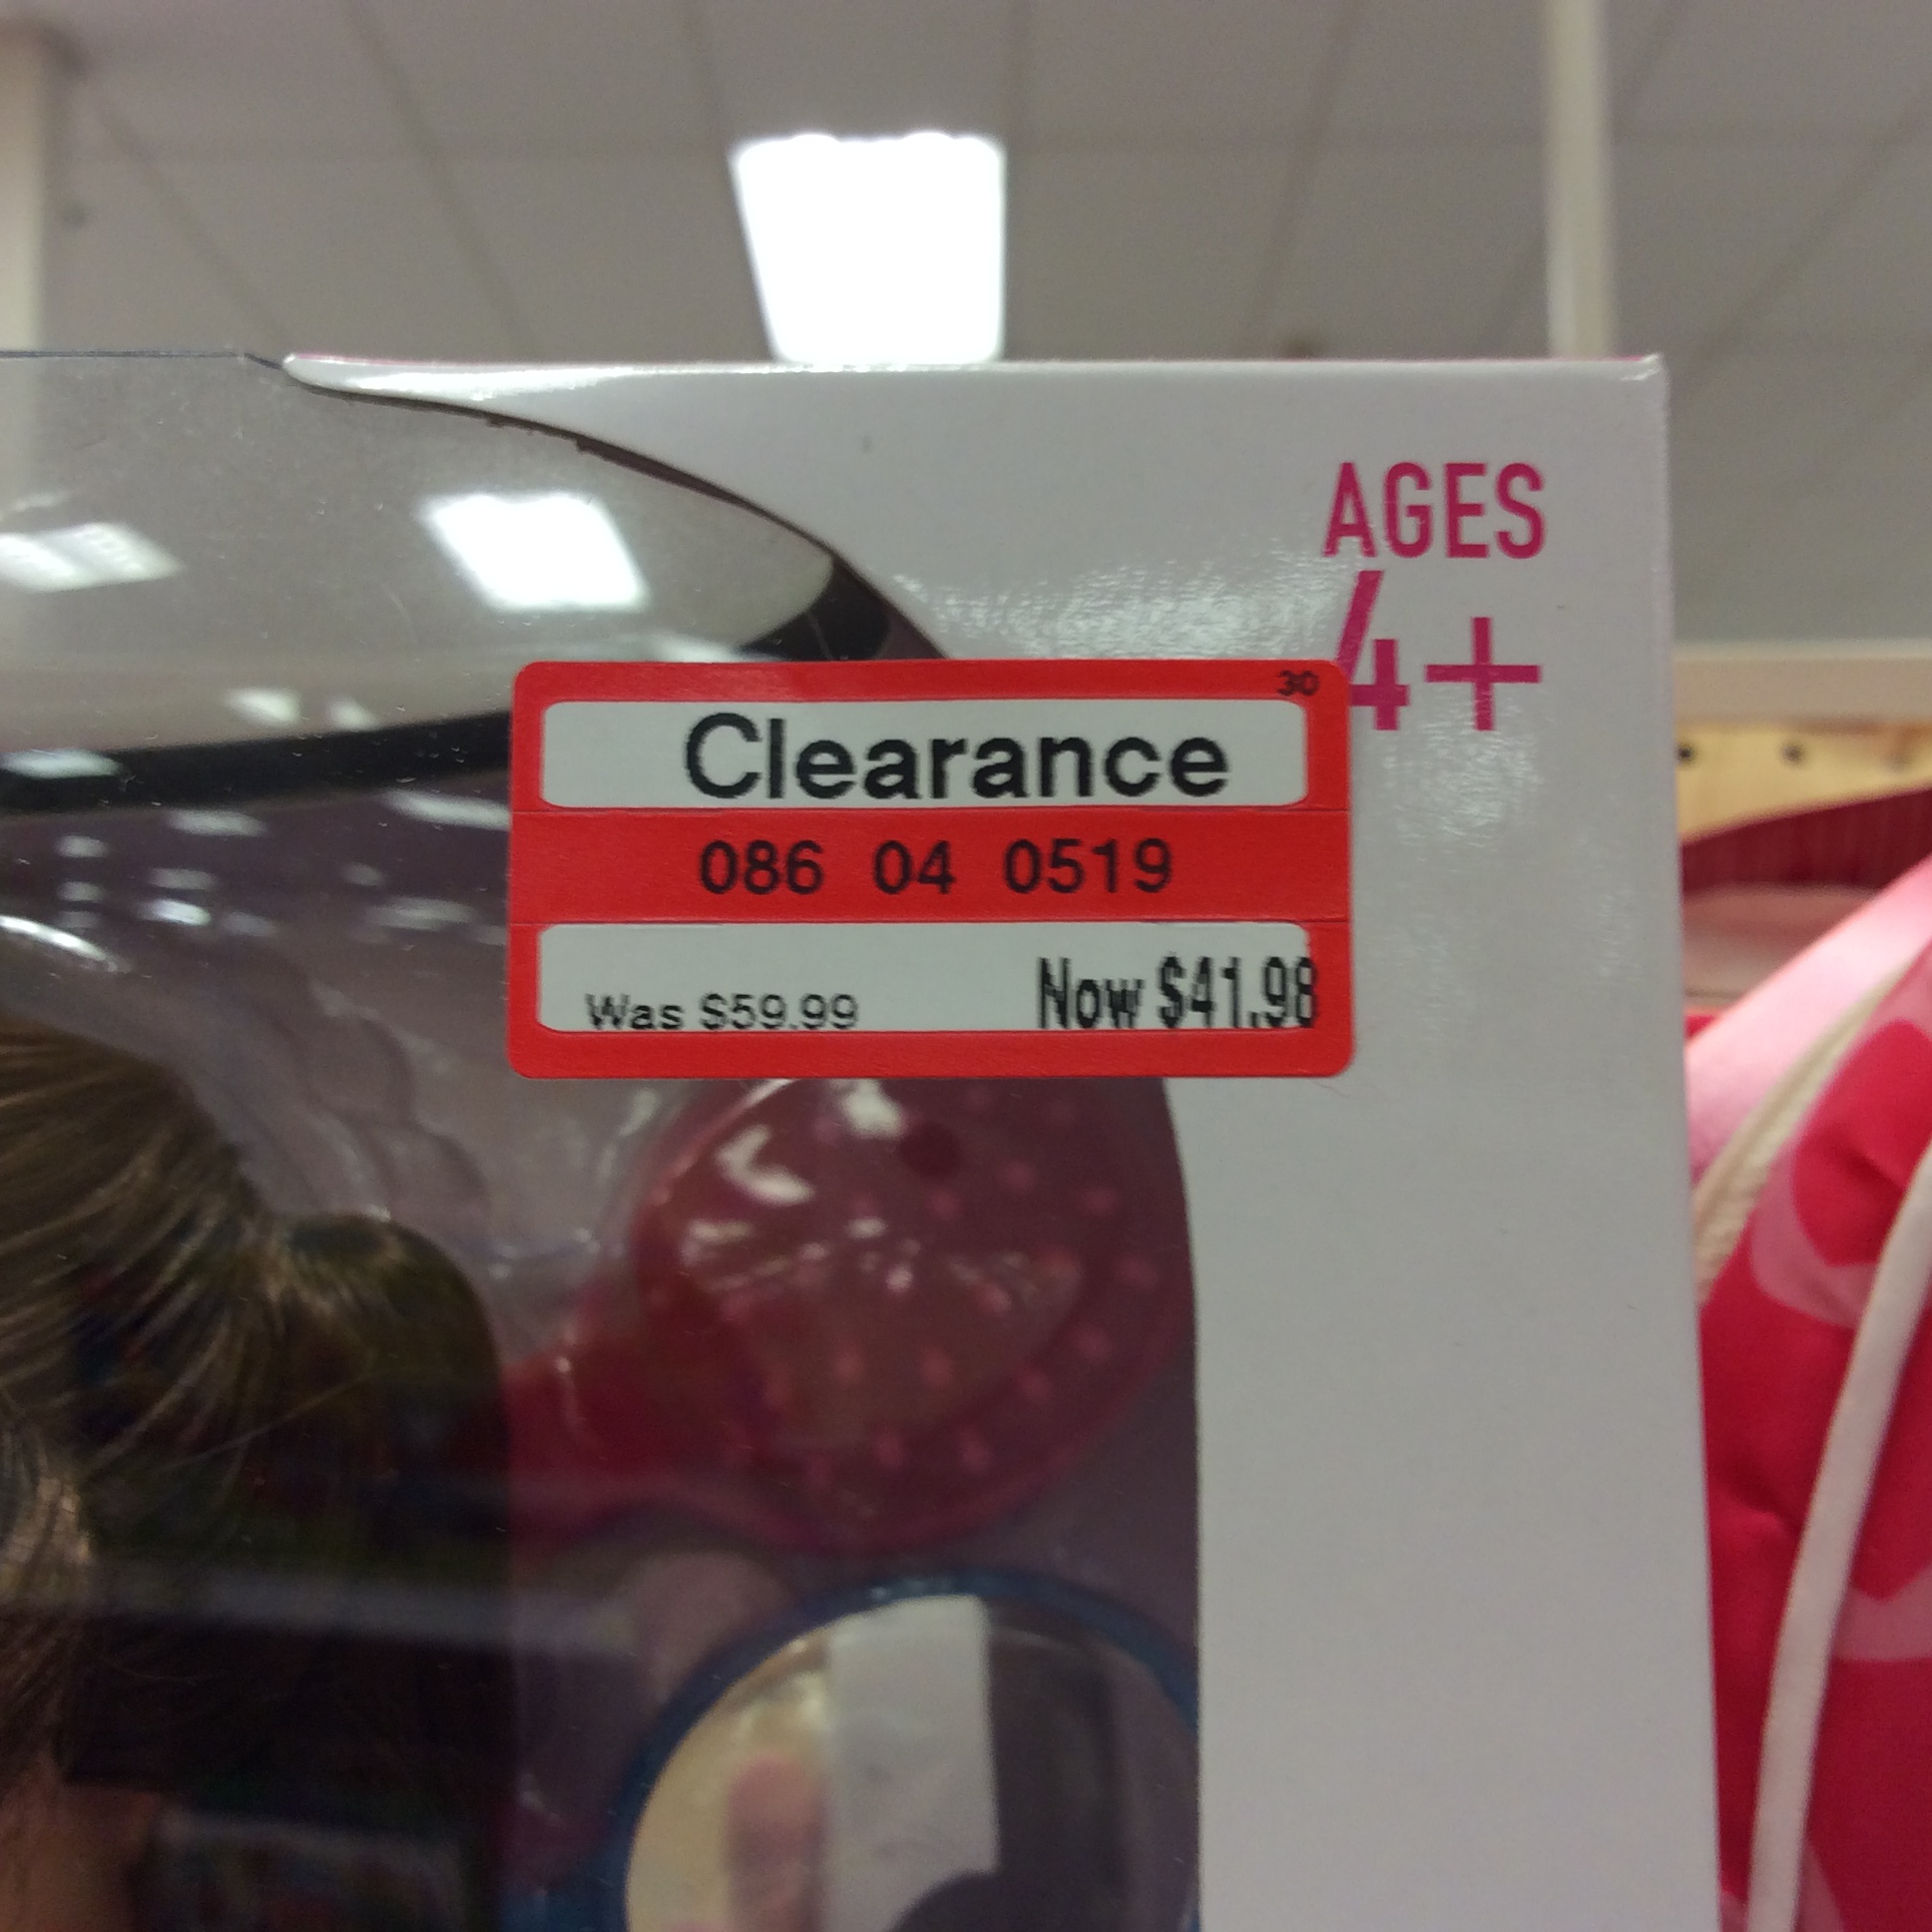 AGES
4+
30
Clearance
086 04 0519
Was $59.99 Now $41.98